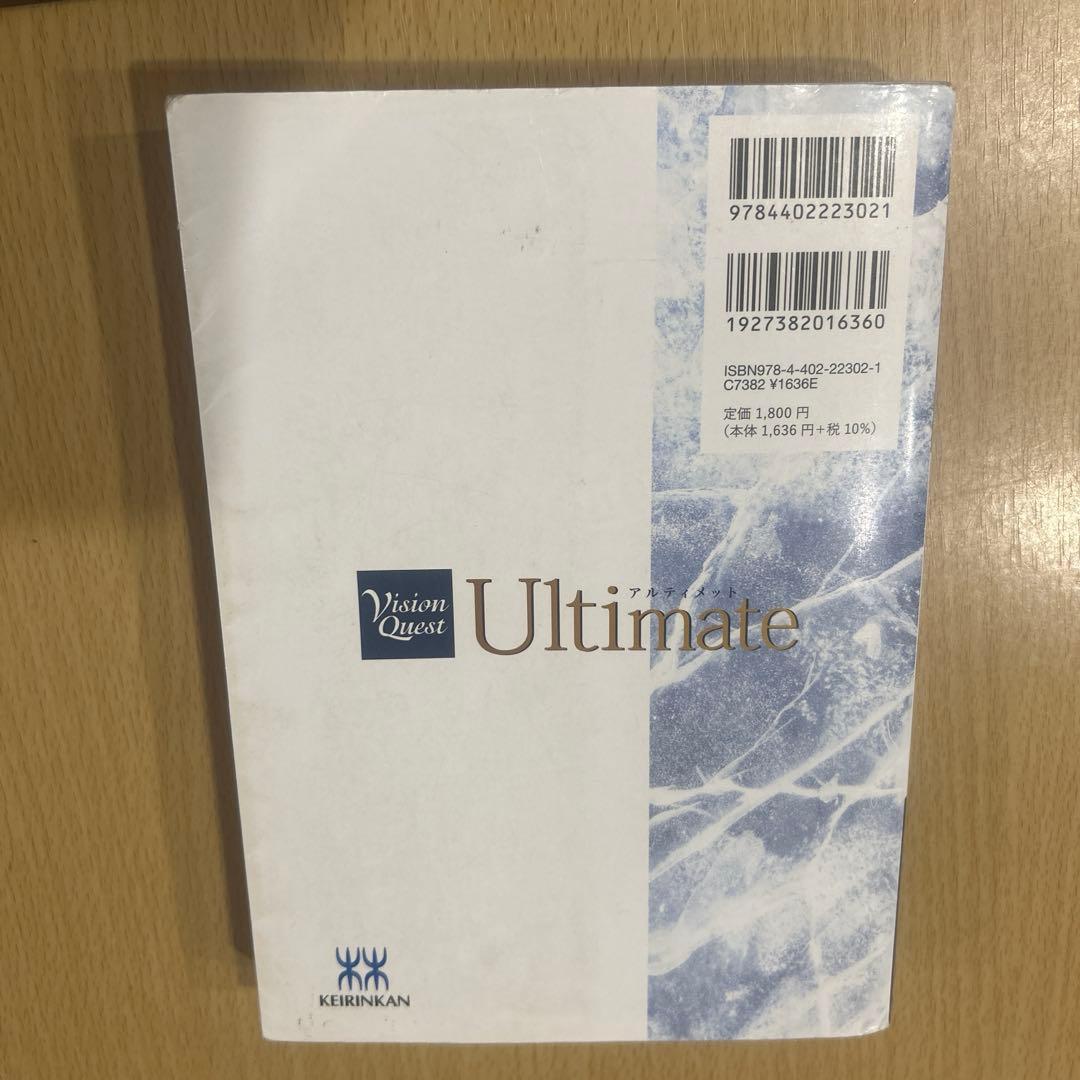 9784402223021
1927382016360
ISBN978-4-402-22302-1
C7382 ¥1636E
定価 1,800 円
(本体 1,636 円+税 10%)
Vision
Quest
アルティメット
Ultimate
KEIRINKAN